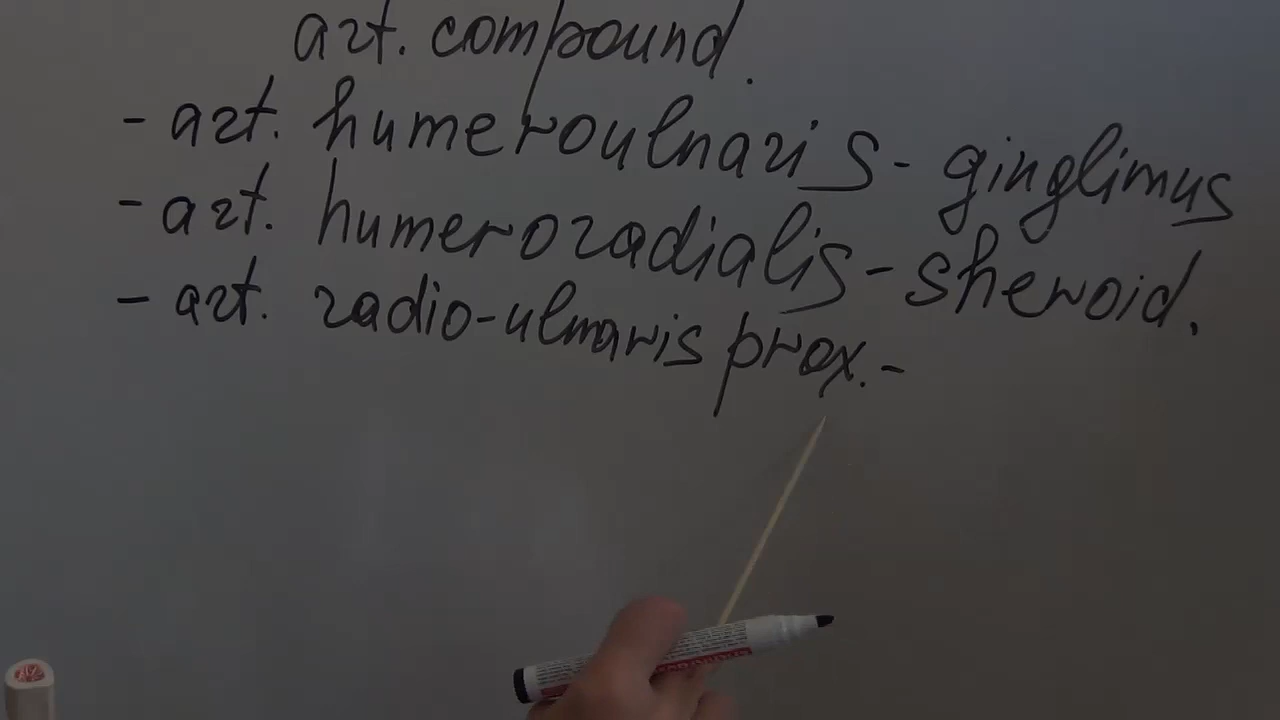 art. compound.
- art. humeroulnaris - ginglimus
- art. humeroradialis - sheroid.
- art. radio-ulnaris prox. -